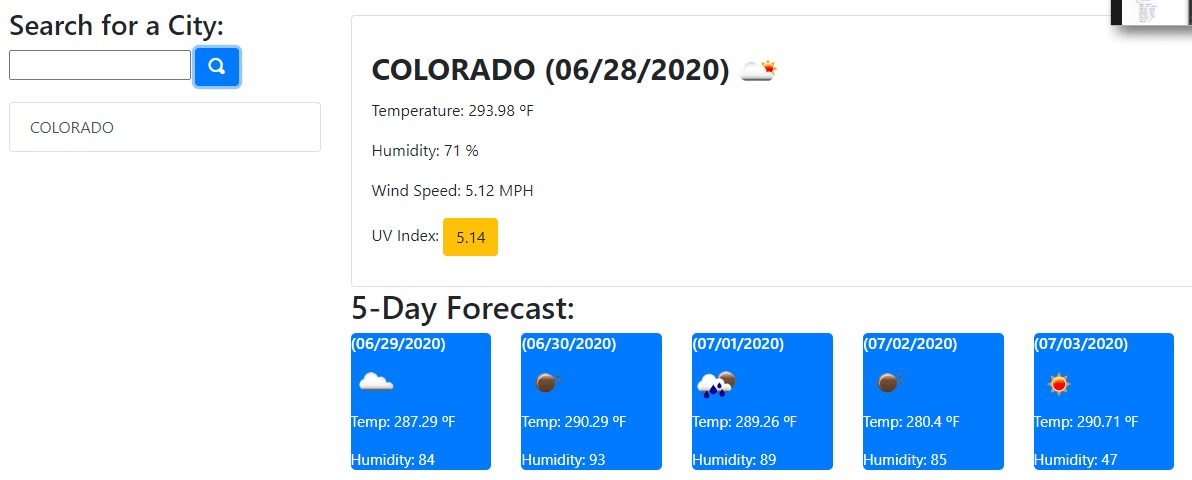 Search for a City:
COLORADO
COLORADO (06/28/2020)
Temperature: 293.98 ºF
Humidity: 71 %
Wind Speed: 5.12 MPH
UV Index: 5.14
5-Day Forecast:
(06/29/2020)
Temp: 287.29 ºF
Humidity: 84
(06/30/2020)
Temp: 290.29 ºF
Humidity: 93
(07/01/2020)
Temp: 289.26 ºF
Humidity: 89
(07/02/2020)
Temp: 280.4 ºF
Humidity: 85
(07/03/2020)
Temp: 290.71 ºF
Humidity: 47